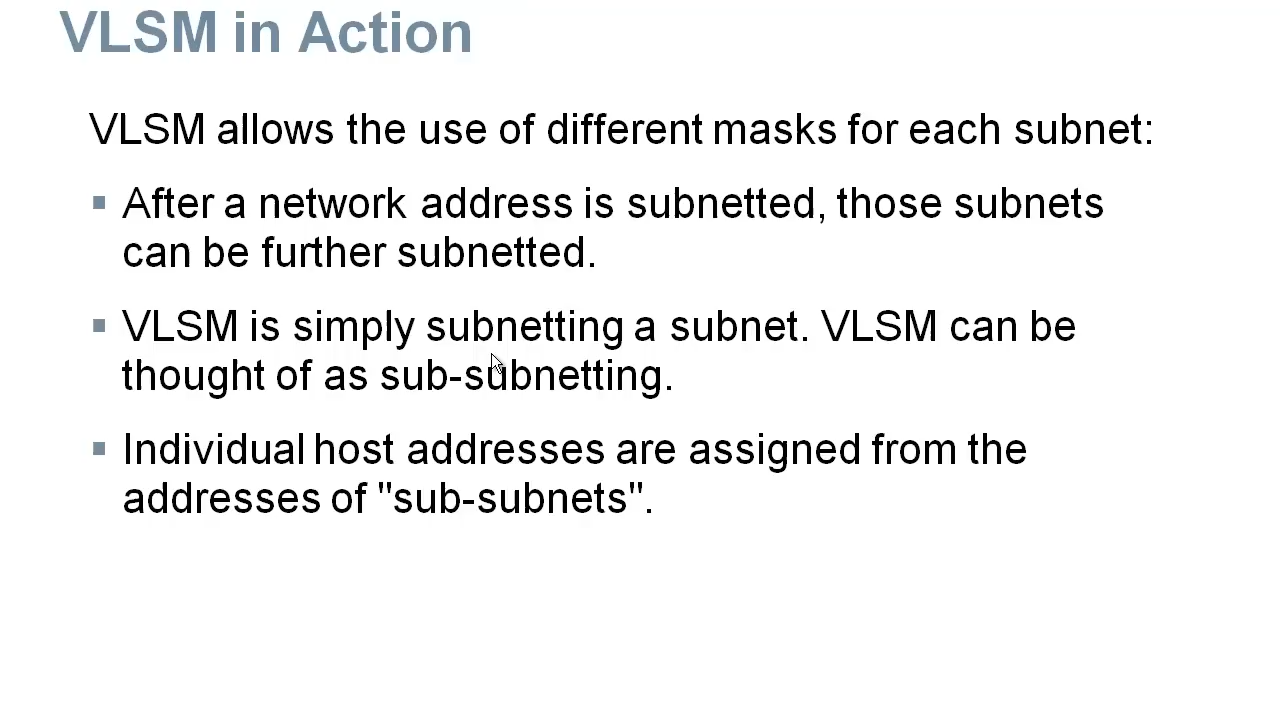 VLSM in Action
VLSM allows the use of different masks for each subnet:
After a network address is subnetted, those subnets
can be further subnetted.
VLSM is simply subnetting a subnet. VLSM can be
thought of as sub-subnetting.
Individual host addresses are assigned from the
addresses of "sub-subnets".